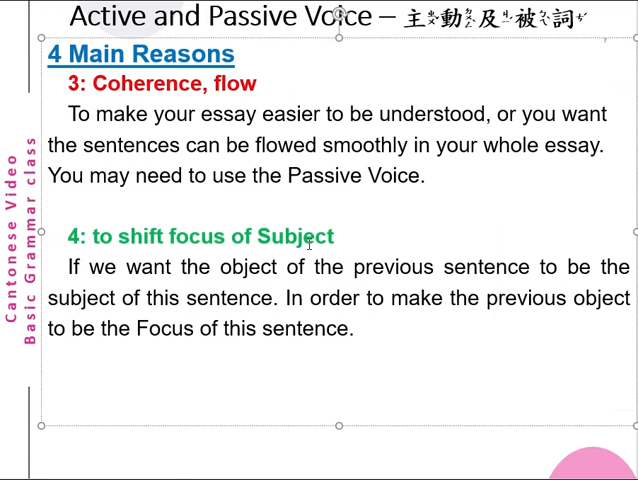 Active and Passive Voice – 主動及被詞
4 Main Reasons
3: Coherence, flow
To make your essay easier to be understood, or you want
the sentences can be flowed smoothly in your whole essay.
You may need to use the Passive Voice.
4: to shift focus of Subject
If we want the object of the previous sentence to be the
subject of this sentence. In order to make the previous object
to be the Focus of this sentence.
Cantonese Video
Basic Grammar class